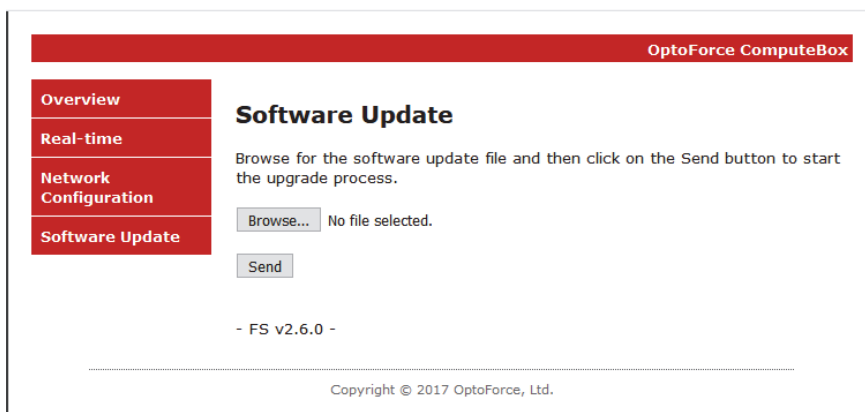 OptoForce ComputeBox
Overview
Real-time
Network
Configuration
Software Update
Software Update
Browse for the software update file and then click on the Send button to start
the upgrade process.
Browse... No file selected.
Send
- FS v2.6.0 -
Copyright © 2017 OptoForce, Ltd.